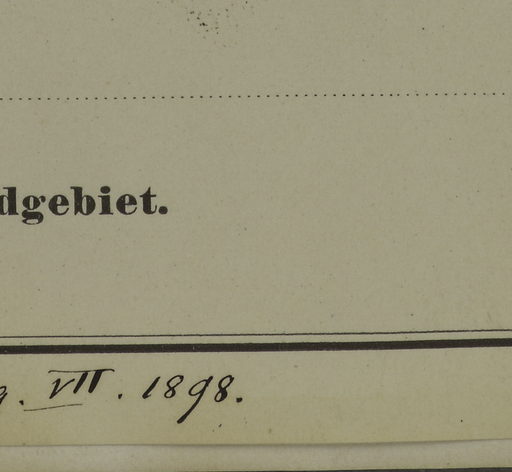 dgebiet.
. VII. 1898.